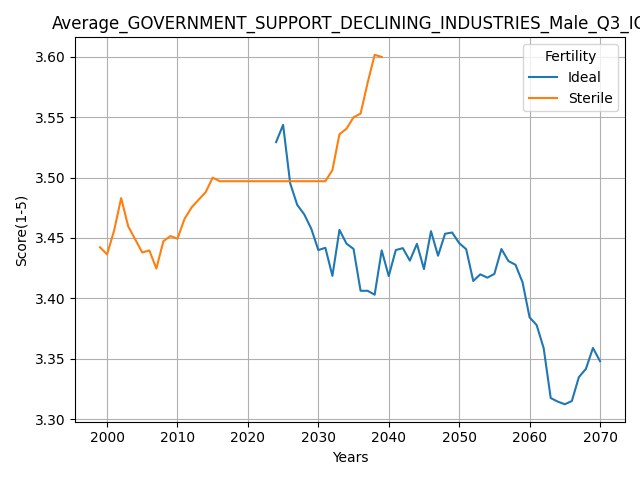 Average_GOVERNMENT_SUPPORT_DECLINING_INDUSTRIES_Male_Q3_IC
Fertility
Ideal
Sterile
Score(1-5)
3.60
3.55
3.50
3.45
3.40
3.35
3.30
2000 2010 2020 2030 2040 2050 2060 2070
Years